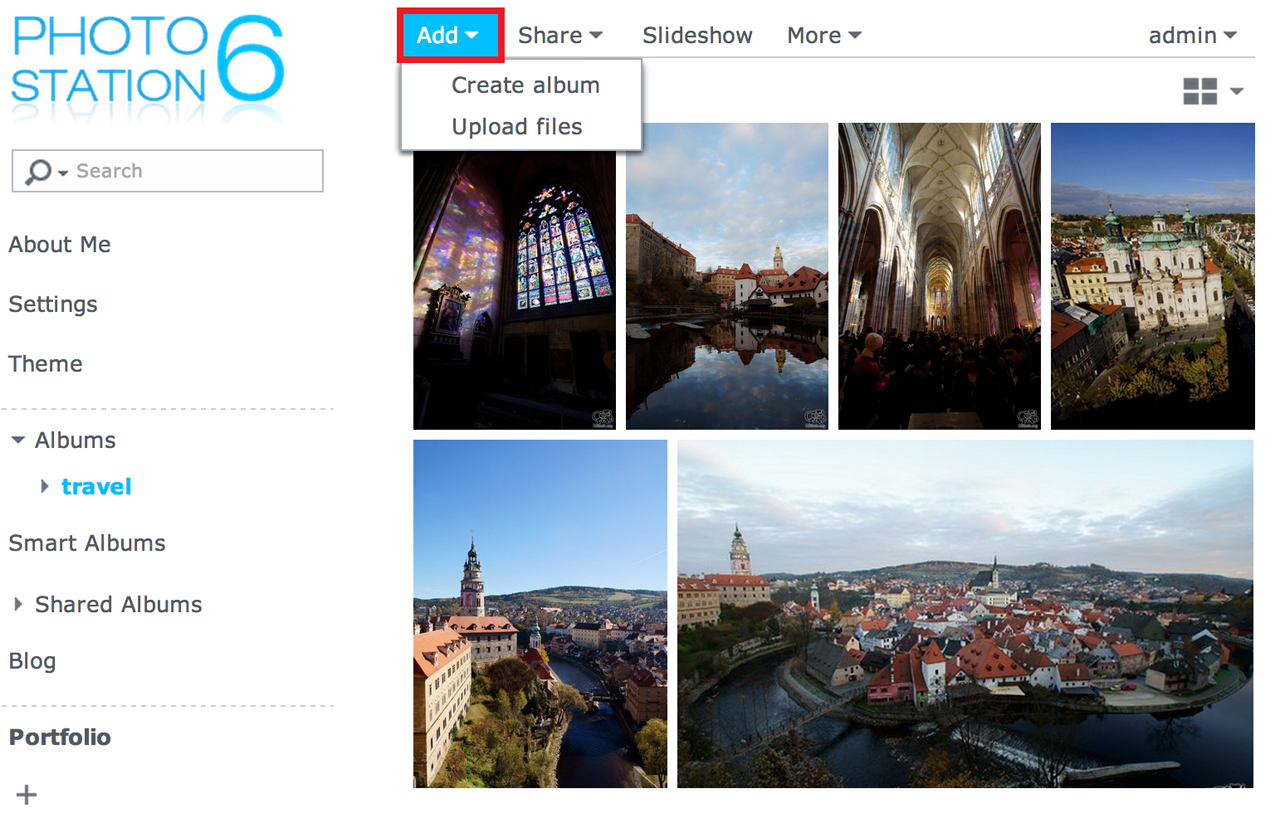 PHOTO
STATION 6
Add Share Slideshow More admin
Create album
Upload files
Search
About Me
Settings
Theme
Albums
travel
Smart Albums
Shared Albums
Blog
Portfolio